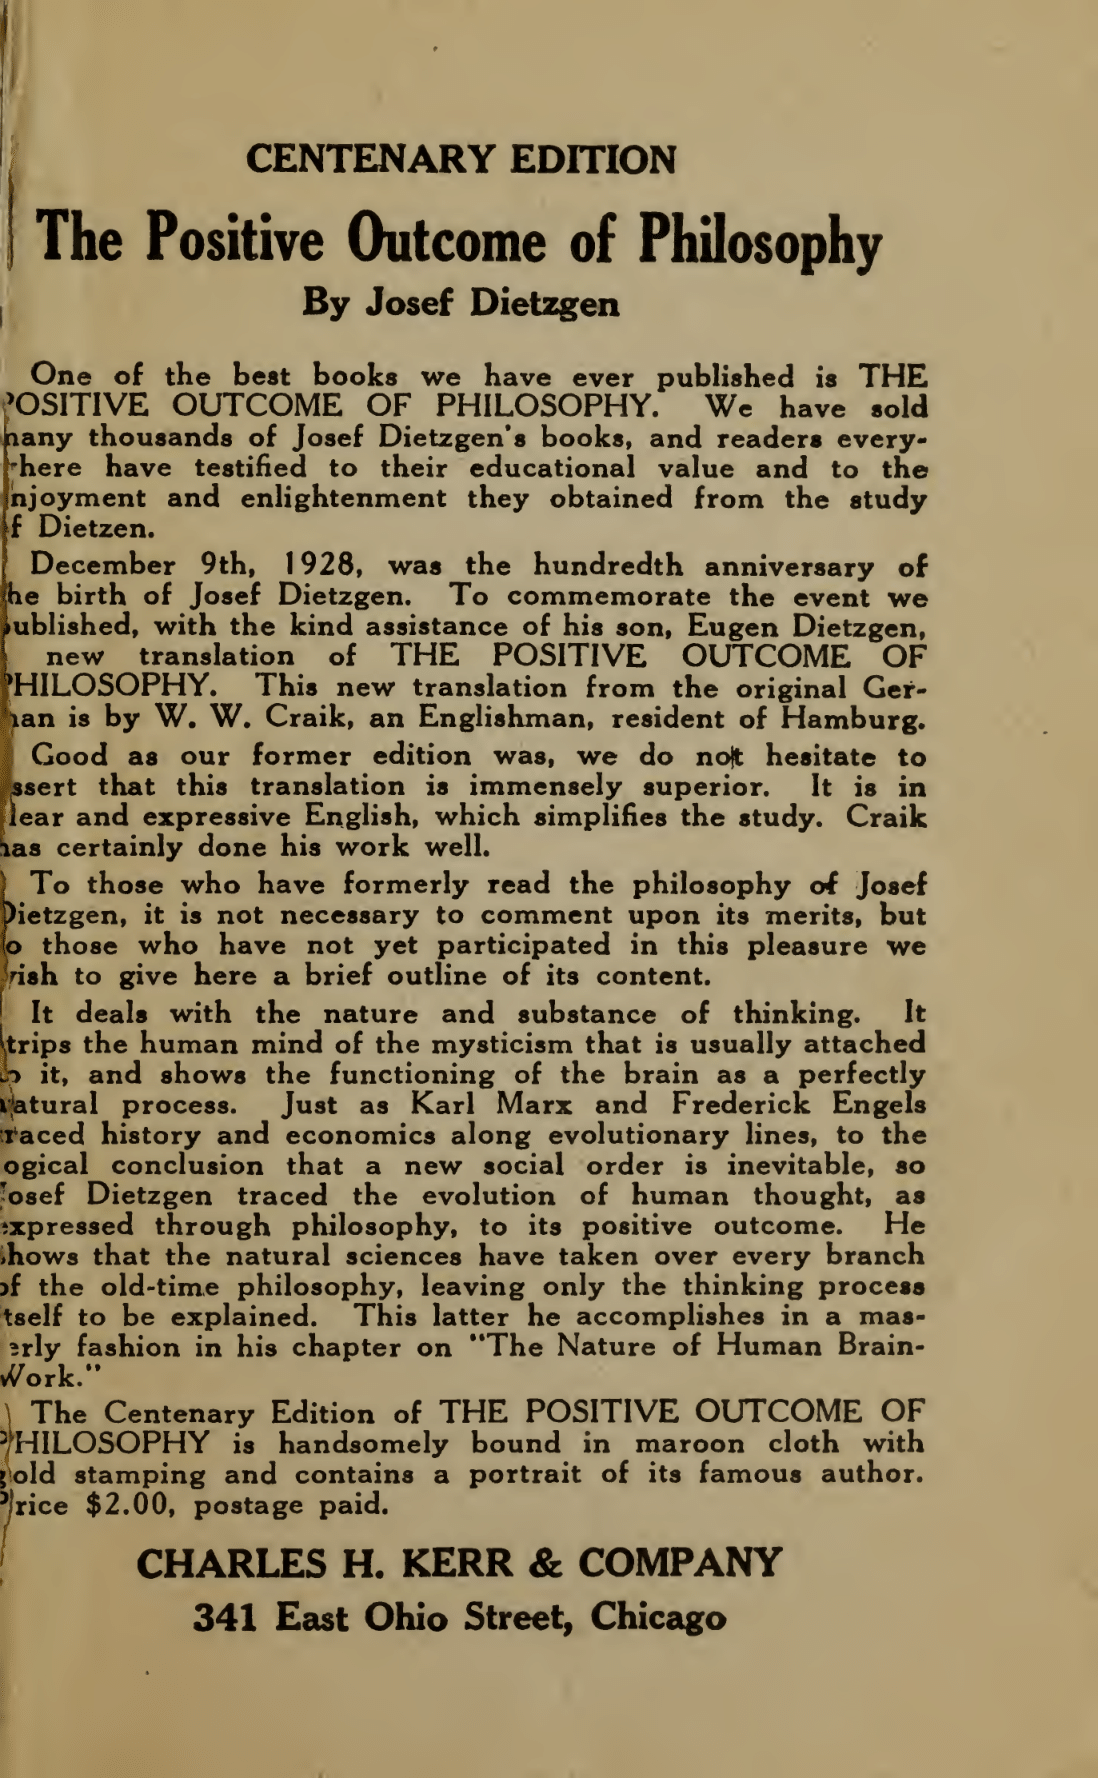 CENTENARY EDITION
The Positive Outcome of Philosophy
By Josef Dietzgen
One of the best books we have ever published is THE
POSITIVE OUTCOME OF PHILOSOPHY. We have sold
many thousands of Josef Dietzgen's books, and readers every-
where have testified to their educational value and to the
enjoyment and enlightenment they obtained from the study
of Dietzen.
December 9th, 1928, was the hundredth anniversary of
the birth of Josef Dietzgen. To commemorate the event we
published, with the kind assistance of his son, Eugen Dietzgen,
new translation of THE POSITIVE OUTCOME OF
PHILOSOPHY. This new translation from the original Ger-
man is by W. W. Craik, an Englishman, resident of Hamburg.
Good as our former edition was, we do not hesitate to
assert that this translation is immensely superior. It is in
clear and expressive English, which simplifies the study. Craik
has certainly done his work well.
To those who have formerly read the philosophy of Josef
Dietzgen, it is not necessary to comment upon its merits, but
to those who have not yet participated in this pleasure we
wish to give here a brief outline of its content.
It deals with the nature and substance of thinking. It
strips the human mind of the mysticism that is usually attached
to it, and shows the functioning of the brain as a perfectly
natural process. Just as Karl Marx and Frederick Engels
traced history and economics along evolutionary lines, to the
logical conclusion that a new social order is inevitable, so
Josef Dietzgen traced the evolution of human thought, as
expressed through philosophy, to its positive outcome. He
shows that the natural sciences have taken over every branch
of the old-time philosophy, leaving only the thinking process
itself to be explained. This latter he accomplishes in a mas-
terly fashion in his chapter on "The Nature of Human Brain-
Work."
The Centenary Edition of THE POSITIVE OUTCOME OF
PHILOSOPHY is handsomely bound in maroon cloth with
gold stamping and contains a portrait of its famous author.
Price $2.00, postage paid.
CHARLES H. KERR & COMPANY
341 East Ohio Street, Chicago